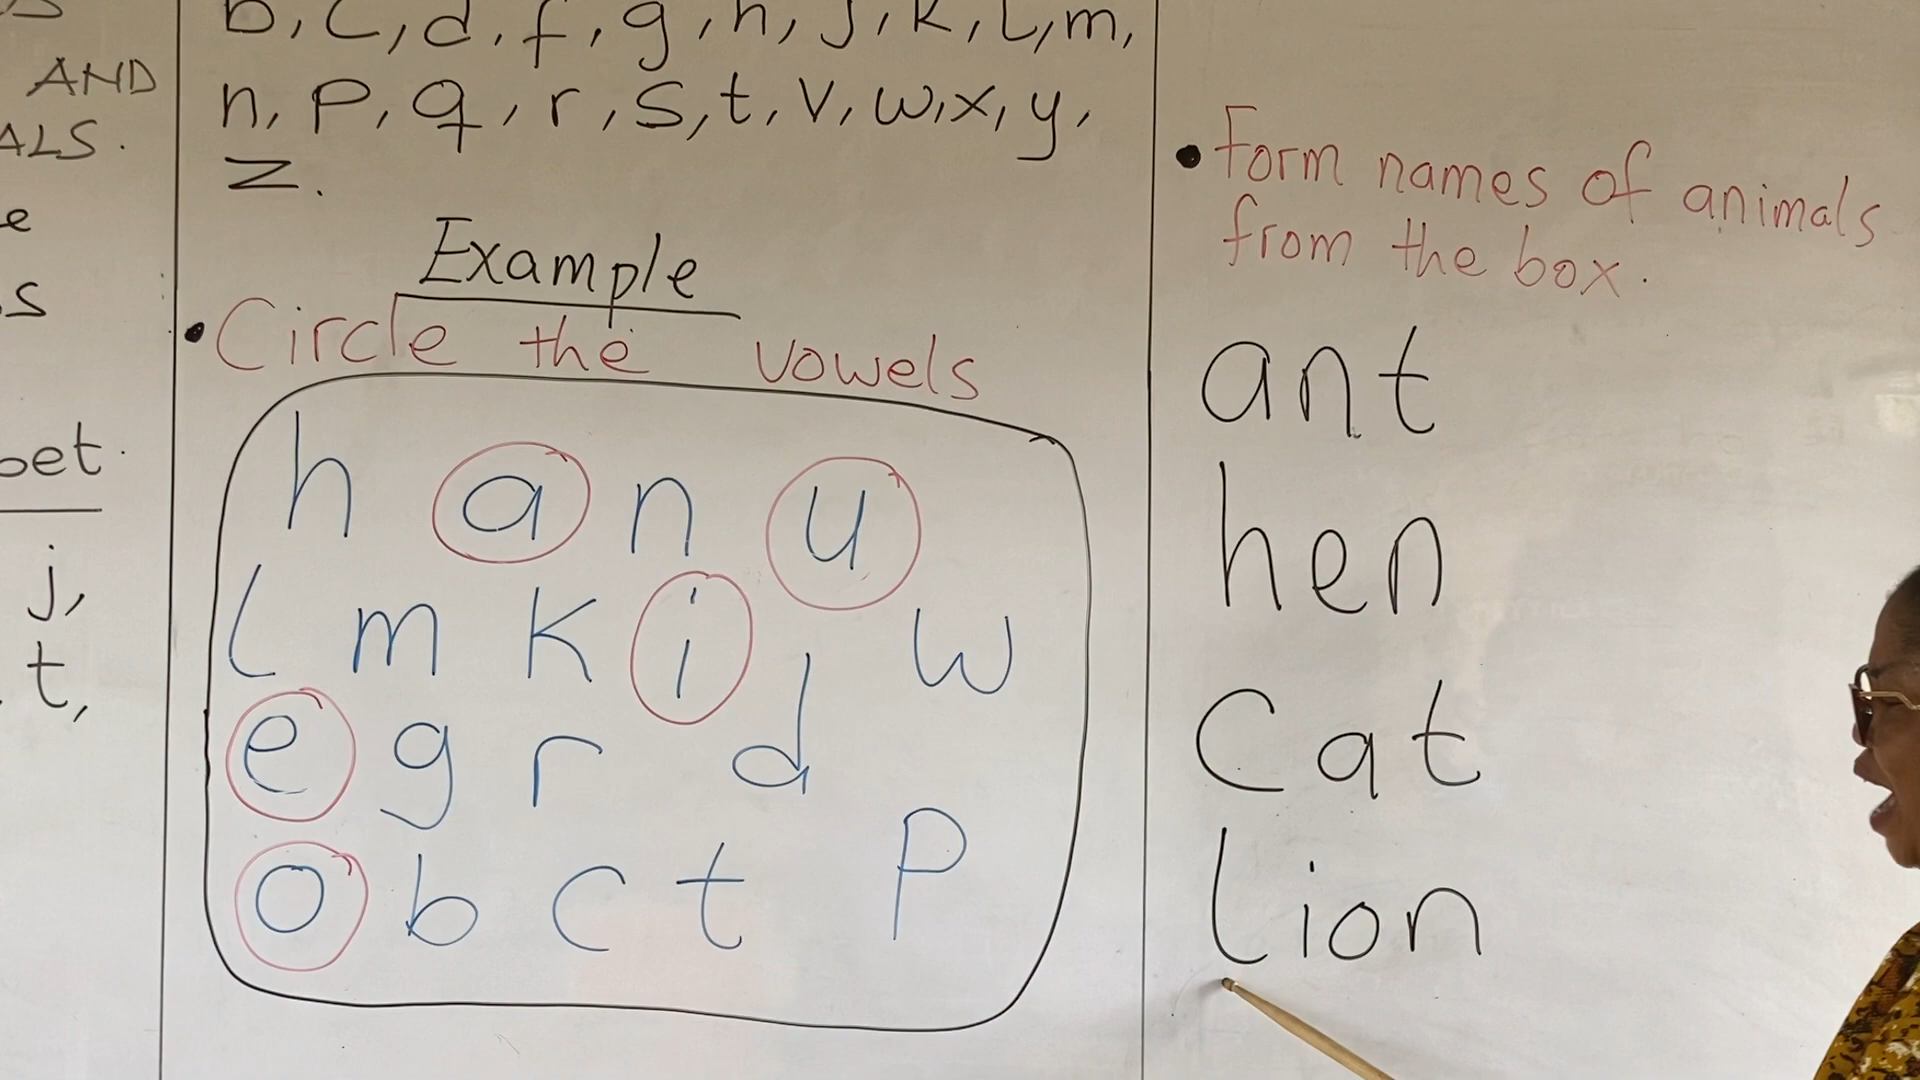 AND
ALS.
e
s
bet
j,
t,
b, c, d, f, g, h, j, k, l, m,
n, p, q, r, s, t, v, w, x, y,
z.
Example
• Circle the vowels
h a n u
l m k i w
e g r d
o b c t p
• Form names of animals
from the box.
ant
hen
cat
lion